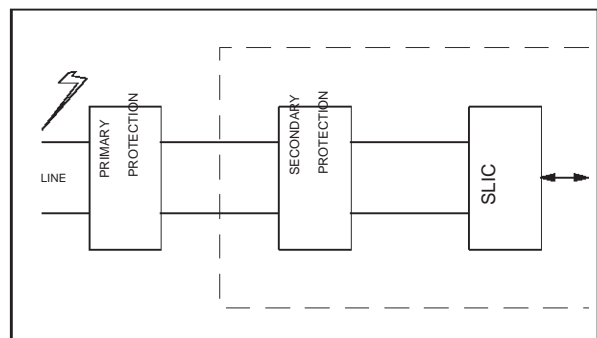 LINE
PRIMARY
PROTECTION
SECONDARY
PROTECTION
SLIC